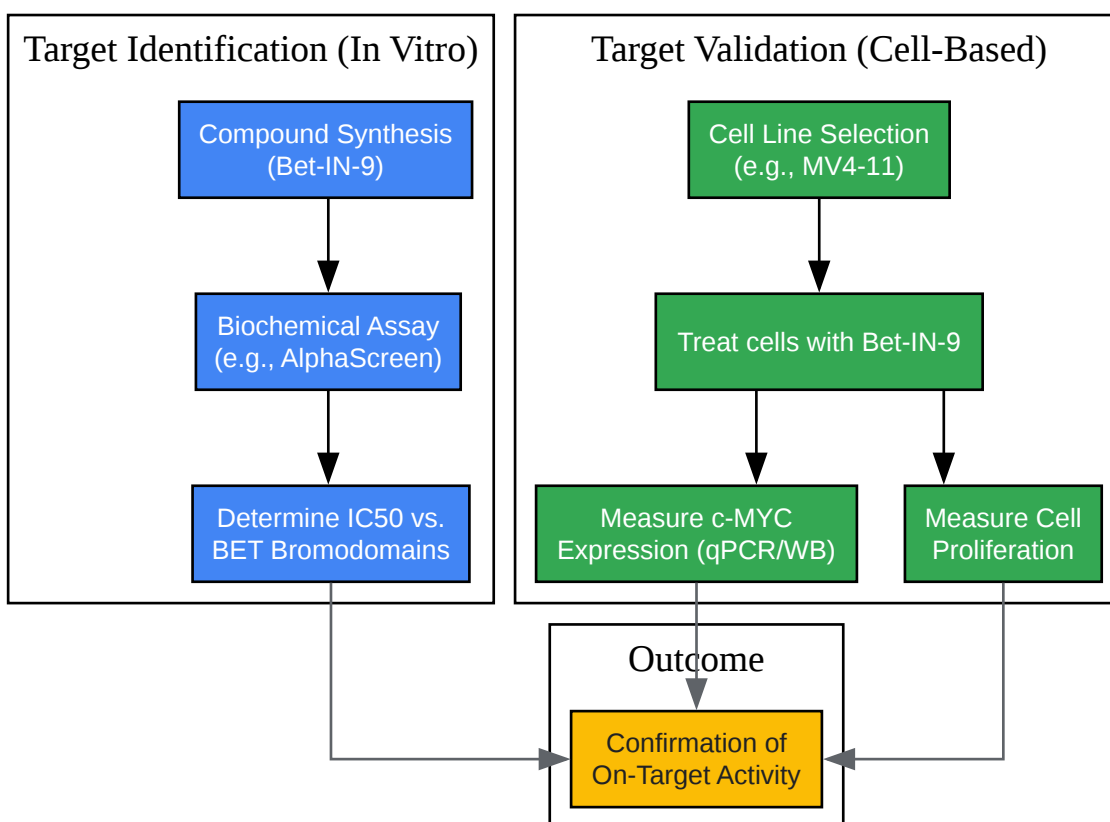 Target Identification (In Vitro)
Compound Synthesis
(Bet-IN-9)
Biochemical Assay
(e.g., AlphaScreen)
Determine IC50 vs.
BET Bromodomains
Target Validation (Cell-Based)
Cell Line Selection
(e.g., MV4-11)
Treat cells with Bet-IN-9
Measure c-MYC
Expression (qPCR/WB)
Measure Cell
Proliferation
Outcome
Confirmation of
On-Target Activity